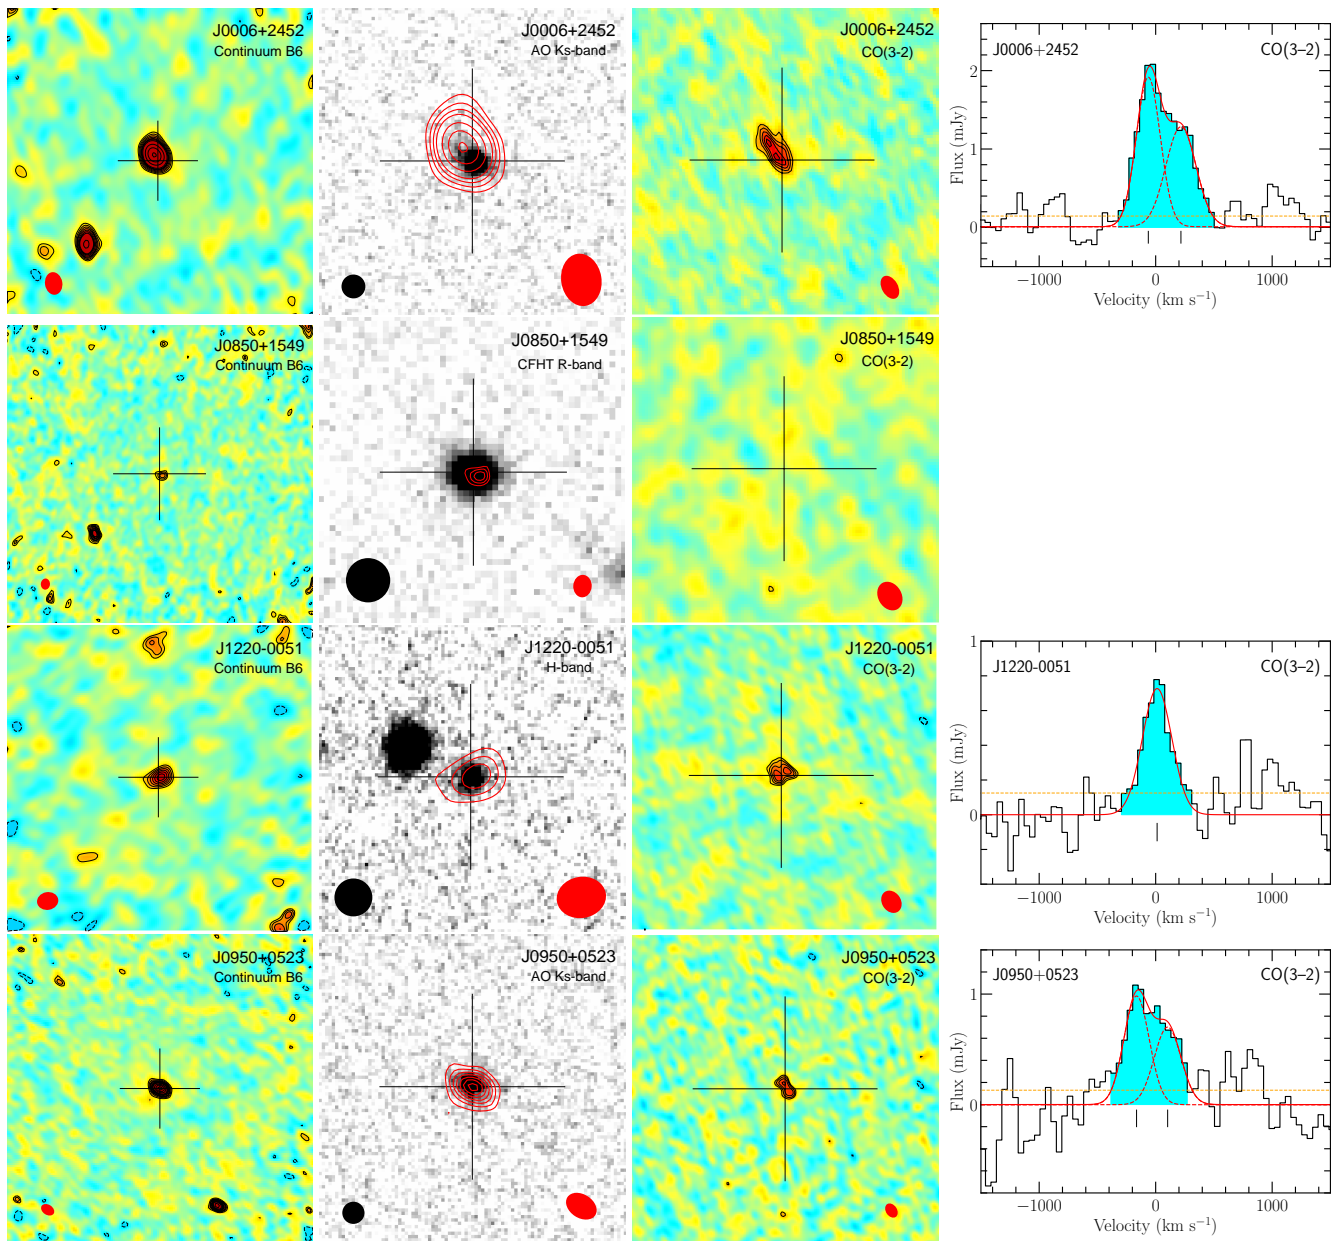 J0006+2452
Continuum B6
J0006+2452
AO Ks-band
J0006+2452
CO(3-2)
J0006+2452
CO(3−2)
2
1
0
Flux (mJy)
−1000
0
1000
Velocity (km s−1)
J0850+1549
Continuum B6
J0850+1549
CFHT R-band
J0850+1549
CO(3-2)
J1220-0051
Continuum B6
J1220-0051
H-band
J1220-0051
CO(3-2)
J1220-0051
CO(3−2)
1
0
Flux (mJy)
−1000
0
1000
Velocity (km s−1)
J0950+0523
Continuum B6
J0950+0523
AO Ks-band
J0950+0523
CO(3-2)
J0950+0523
CO(3−2)
1
0
Flux (mJy)
−1000
0
1000
Velocity (km s−1)